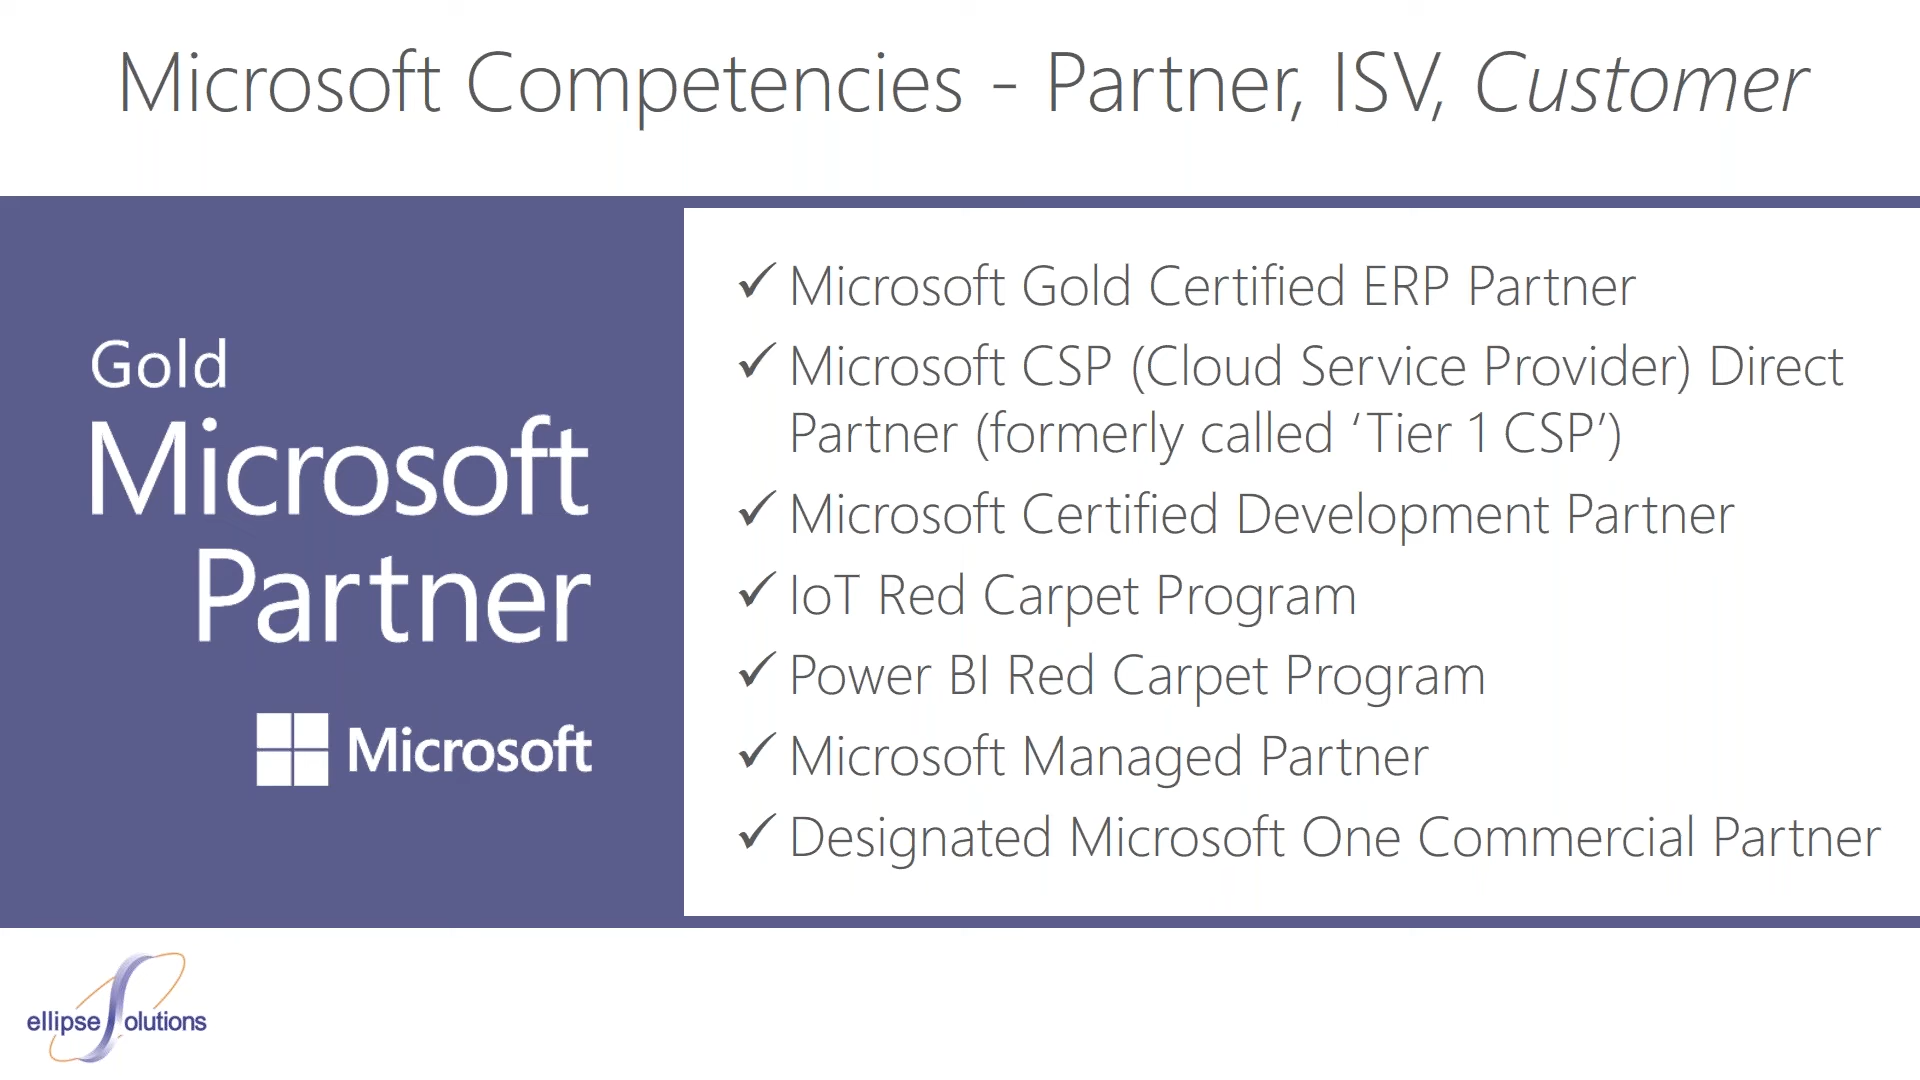 Microsoft Competencies - Partner, ISV, Customer
Gold
Microsoft
Partner
Microsoft
✓ Microsoft Gold Certified ERP Partner
✓ Microsoft CSP (Cloud Service Provider) Direct
Partner (formerly called ‘Tier 1 CSP’)
✓ Microsoft Certified Development Partner
✓ IoT Red Carpet Program
✓ Power BI Red Carpet Program
✓ Microsoft Managed Partner
✓ Designated Microsoft One Commercial Partner
ellipse Solutions